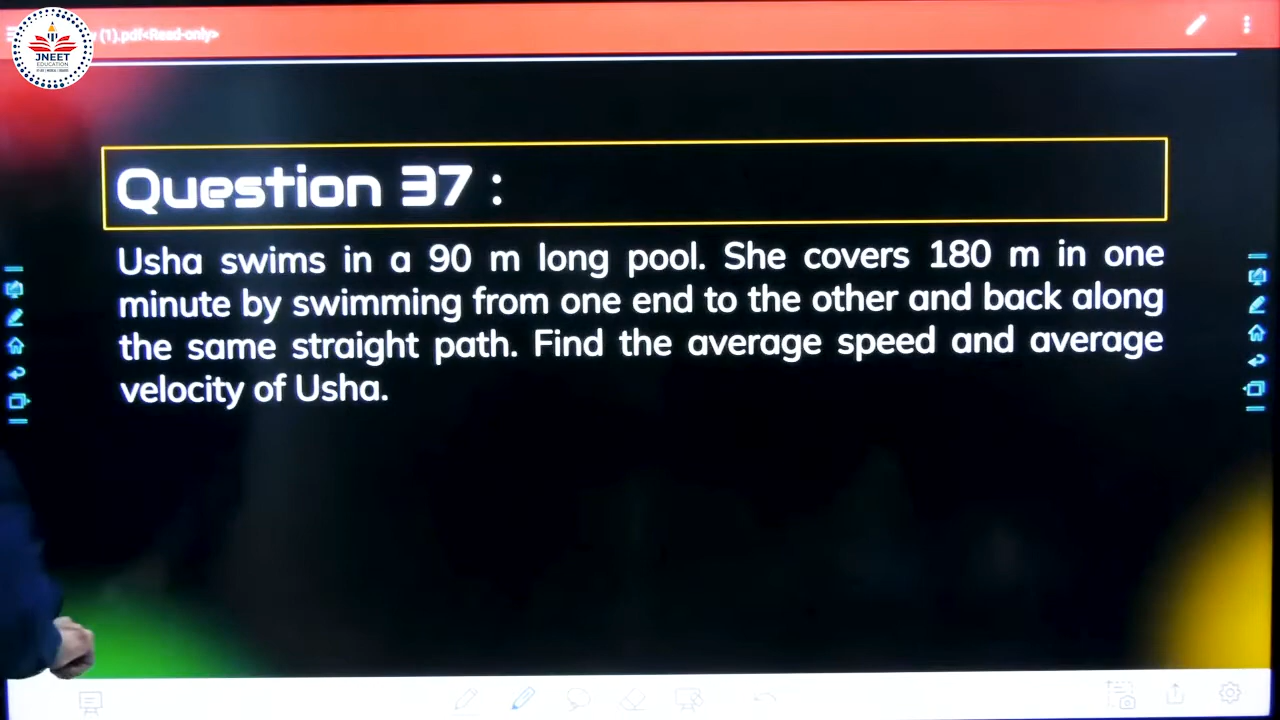 (1).pdf<Read-only>
JNEET
EDUCATION
Question 37 :
Usha swims in a 90 m long pool. She covers 180 m in one
minute by swimming from one end to the other and back along
the same straight path. Find the average speed and average
velocity of Usha.